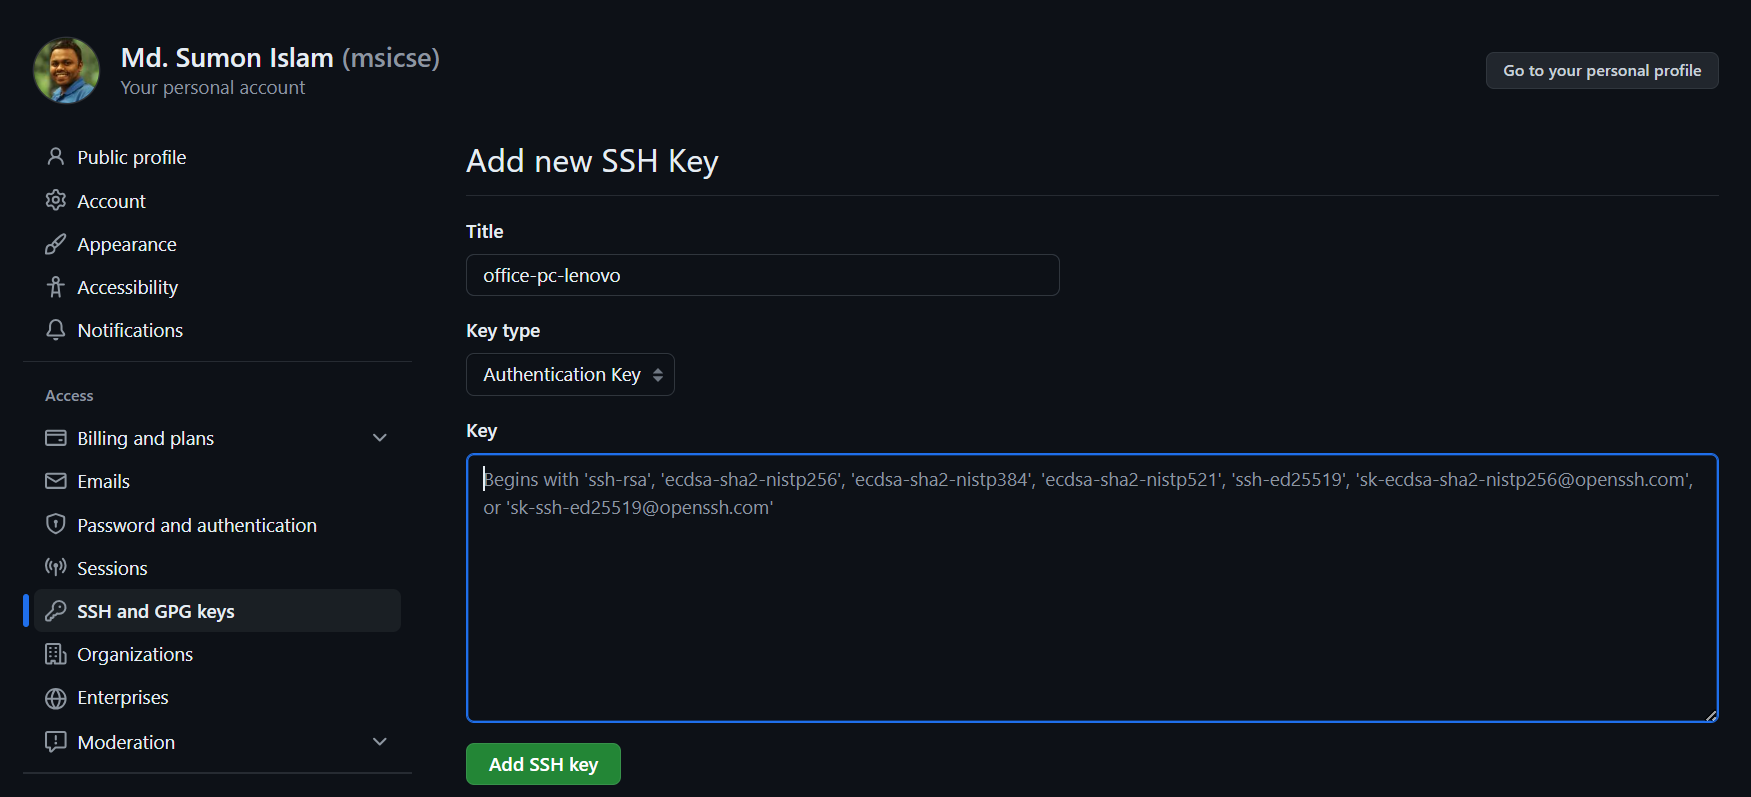 Md. Sumon Islam (msicse)
Your personal account
Go to your personal profile
Public profile
Account
Appearance
Accessibility
Notifications
Access
Billing and plans
Emails
Password and authentication
Sessions
SSH and GPG keys
Organizations
Enterprises
Moderation
Add new SSH Key
Title
office-pc-lenovo
Key type
Authentication Key
Key
Begins with 'ssh-rsa', 'ecdsa-sha2-nistp256', 'ecdsa-sha2-nistp384', 'ecdsa-sha2-nistp521', 'ssh-ed25519', 'sk-ecdsa-sha2-nistp256@openssh.com',
or 'sk-ssh-ed25519@openssh.com'
Add SSH key